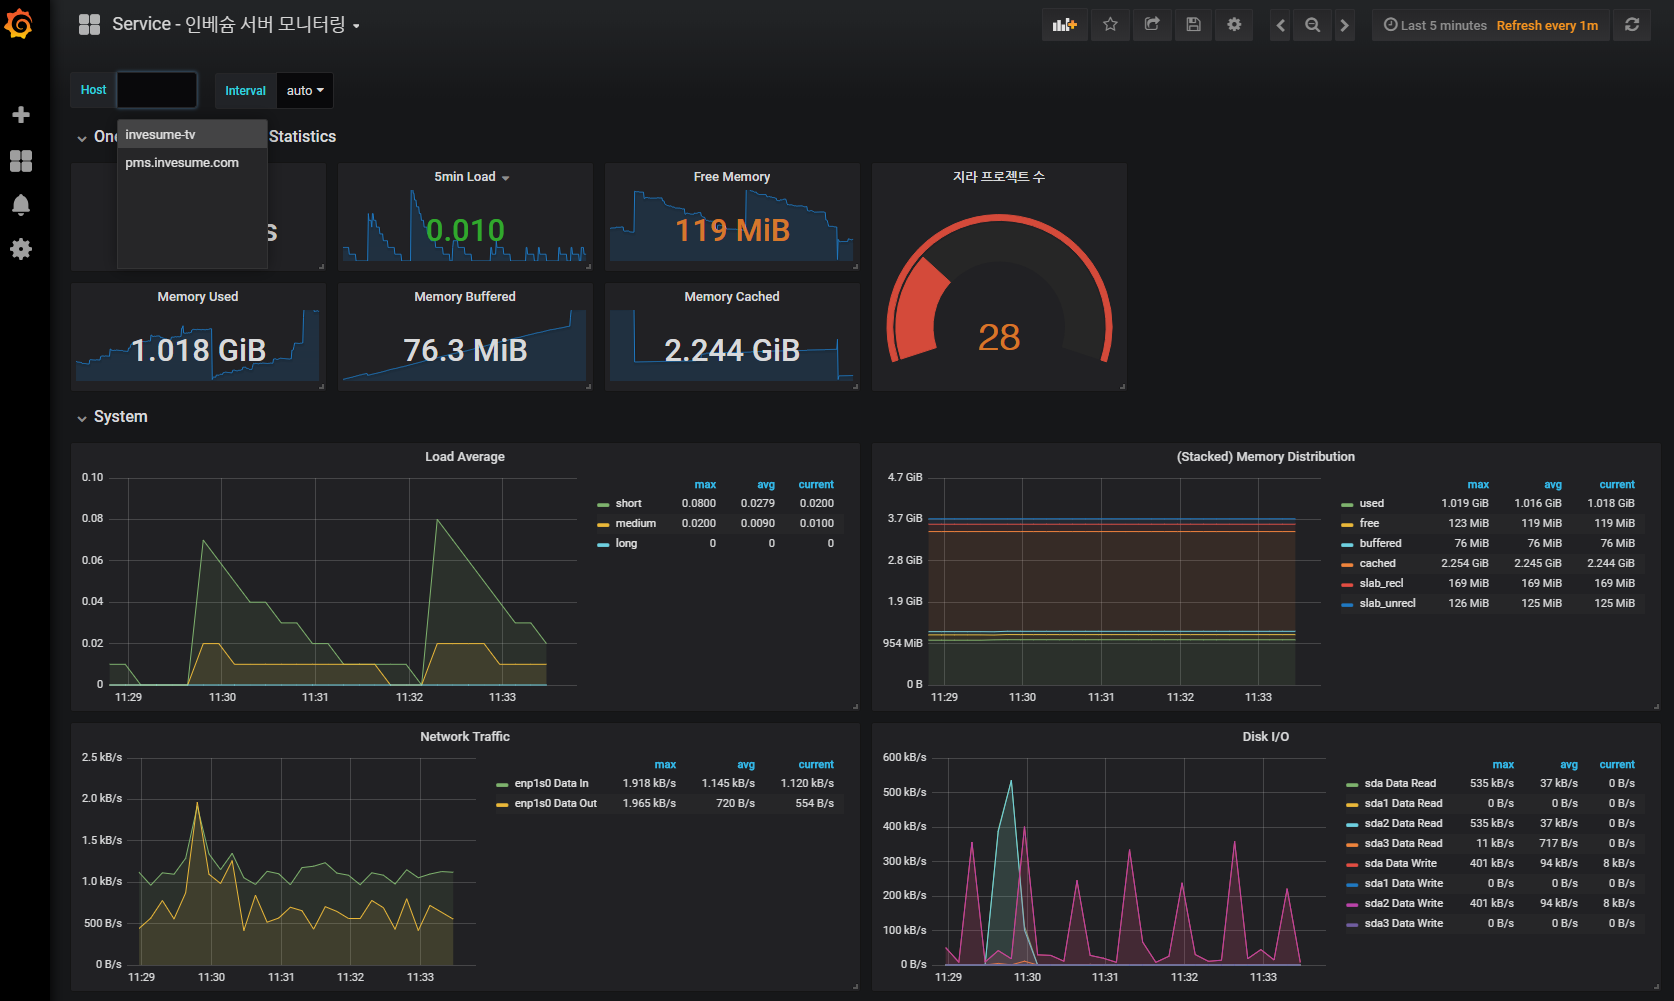 Service - 인베슘 서버 모니터링
Last 5 minutes Refresh every 1m
Host
Interval auto
invesume-tv
pms.invesume.com
One
Statistics
s
5min Load
0.010
Free Memory
119 MiB
지라 프로젝트 수
28
Memory Used
1.018 GiB
Memory Buffered
76.3 MiB
Memory Cached
2.244 GiB
System
Load Average
0.10
0.08
0.06
0.04
0.02
0
11:29 11:30 11:31 11:32 11:33
max avg current
short 0.0800 0.0279 0.0200
medium 0.0200 0.0090 0.0100
long 0 0 0
(Stacked) Memory Distribution
4.7 GiB
3.7 GiB
2.8 GiB
1.9 GiB
954 MiB
0 B
11:29 11:30 11:31 11:32 11:33
max avg current
used 1.019 GiB 1.016 GiB 1.018 GiB
free 123 MiB 119 MiB 119 MiB
buffered 76 MiB 76 MiB 76 MiB
cached 2.254 GiB 2.245 GiB 2.244 GiB
slab_recl 169 MiB 169 MiB 169 MiB
slab_unrecl 126 MiB 125 MiB 125 MiB
Network Traffic
2.5 kB/s
2.0 kB/s
1.5 kB/s
1.0 kB/s
500 B/s
0 B/s
11:29 11:30 11:31 11:32 11:33
max avg current
enp1s0 Data In 1.918 kB/s 1.145 kB/s 1.120 kB/s
enp1s0 Data Out 1.965 kB/s 720 B/s 554 B/s
Disk I/O
600 kB/s
500 kB/s
400 kB/s
300 kB/s
200 kB/s
100 kB/s
0 B/s
11:29 11:30 11:31 11:32 11:33
max avg current
sda Data Read 535 kB/s 37 kB/s 0 B/s
sda1 Data Read 0 B/s 0 B/s 0 B/s
sda2 Data Read 535 kB/s 37 kB/s 0 B/s
sda3 Data Read 11 kB/s 717 B/s 0 B/s
sda Data Write 401 kB/s 94 kB/s 8 kB/s
sda1 Data Write 0 B/s 0 B/s 0 B/s
sda2 Data Write 401 kB/s 94 kB/s 8 kB/s
sda3 Data Write 0 B/s 0 B/s 0 B/s